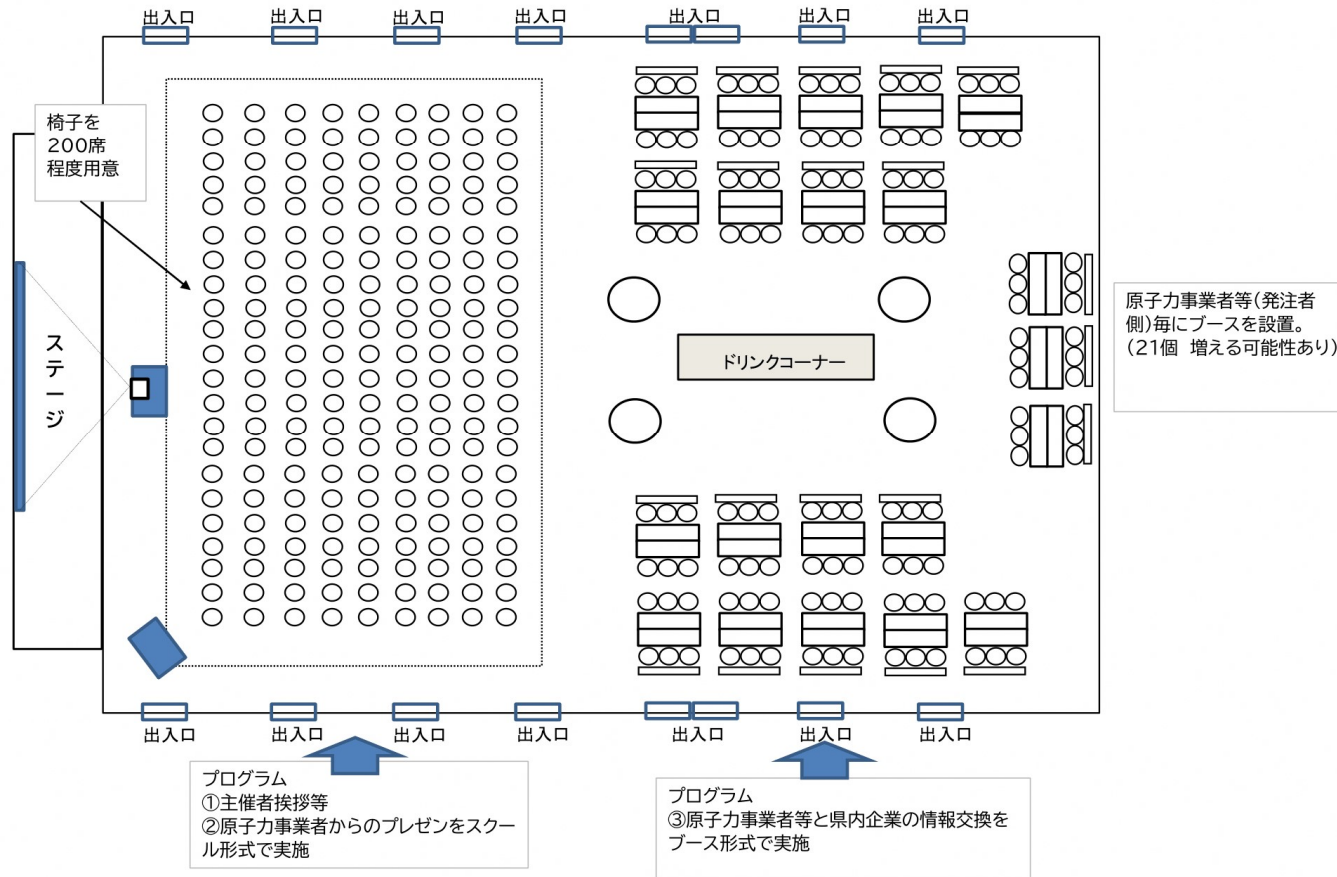 出入口
出入口
出入口
出入口
出入口
出入口
出入口
椅子を
200席
程度用意
ステージ
ドリンクコーナー
原子力事業者等(発注者
側)毎にブースを設置。
(21個 増える可能性あり)
出入口
出入口
出入口
出入口
出入口
出入口
出入口
プログラム
①主催者挨拶等
②原子力事業者からのプレゼンをスクー
ル形式で実施
プログラム
③原子力事業者等と県内企業の情報交換を
ブース形式で実施